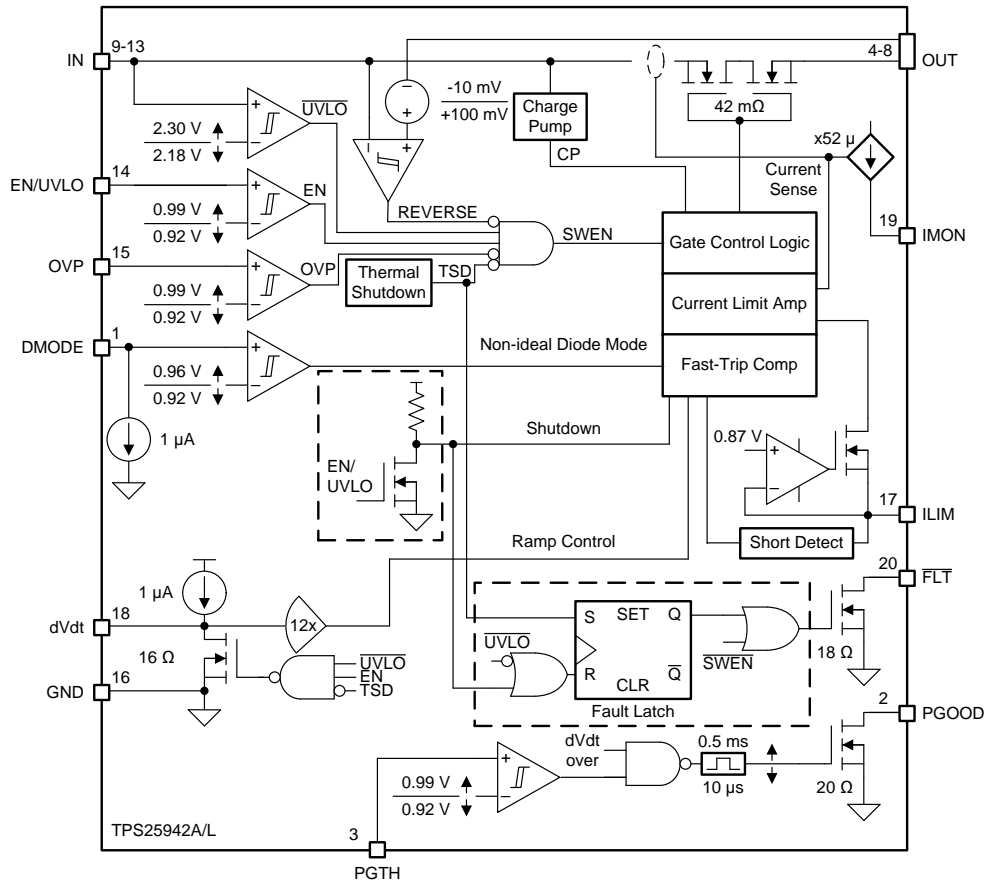 9-13
IN
4-8
OUT
-10 mV
+100 mV
Charge
Pump
CP
42 mΩ
x52 µ
Current
Sense
UVLO
2.30 V
2.18 V
14
EN/UVLO
EN
0.99 V
0.92 V
REVERSE
SWEN
Gate Control Logic
19
IMON
15
OVP
OVP
Thermal
Shutdown
TSD
0.99 V
0.92 V
Current Limit Amp
1
DMODE
Non-ideal Diode Mode
Fast-Trip Comp
0.96 V
0.92 V
1 µA
Shutdown
EN/
UVLO
0.87 V
17
ILIM
Short Detect
Ramp Control
1 µA
18
dVdt
12x
20
FLT
S
SET
Q
UVLO
SWEN
R
CLR
Q
Fault Latch
18 Ω
16 Ω
UVLO
EN
TSD
16
GND
2
PGOOD
dVdt
over
0.5 ms
10 µs
20 Ω
0.99 V
0.92 V
TPS25942A/L
3
PGTH